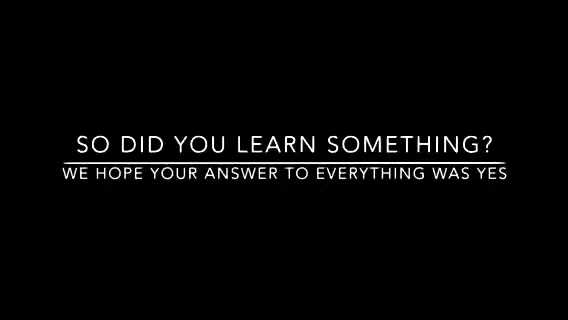 SO DID YOU LEARN SOMETHING?
WE HOPE YOUR ANSWER TO EVERYTHING WAS YES